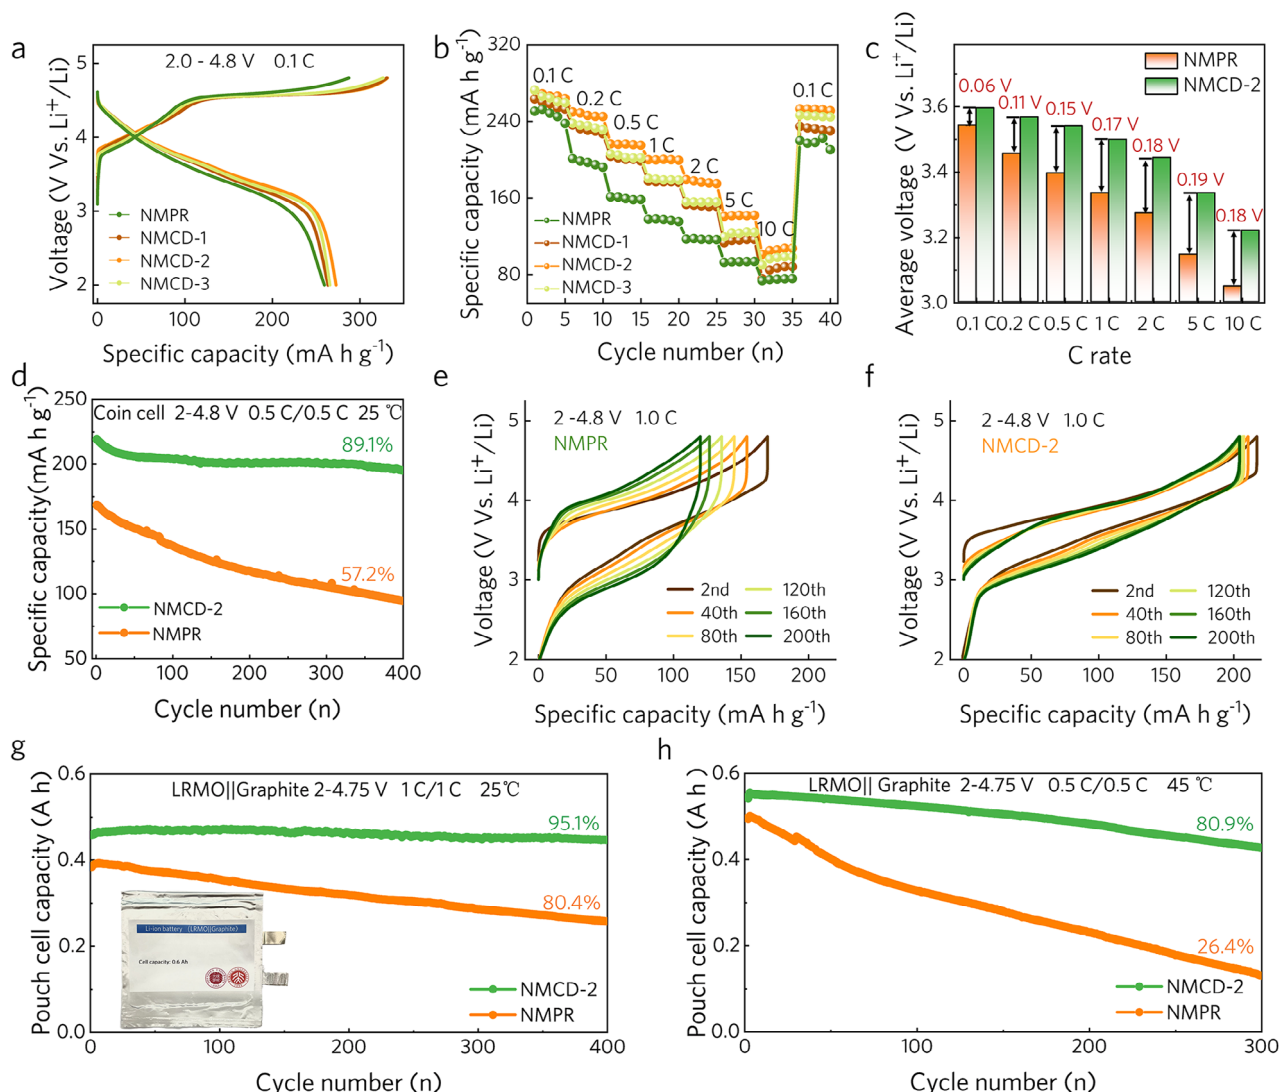 a
2.0 - 4.8 V 0.1 C
Voltage (V Vs. Li⁺/Li)
5
4
3
2
NMPR
NMCD-1
NMCD-2
NMCD-3
0 100 200 300
Specific capacity (mA h g⁻¹)
b
Specific capacity (mA h g⁻¹)
320
240
160
80
0.1 C
0.2 C
0.5 C
1 C
2 C
5 C
10 C
0.1 C
NMPR
NMCD-1
NMCD-2
NMCD-3
0 5 10 15 20 25 30 35 40
Cycle number (n)
c
Average voltage (V Vs. Li⁺/Li)
3.6
3.4
3.2
3.0
NMPR
NMCD-2
0.06 V
0.11 V
0.15 V
0.17 V
0.18 V
0.19 V
0.18 V
0.1 C 0.2 C 0.5 C 1 C 2 C 5 C 10 C
C rate
d
Specific capacity(mA h g⁻¹)
250
200
150
100
50
Coin cell 2-4.8 V 0.5 C/0.5 C 25 ℃
89.1%
57.2%
NMCD-2
NMPR
0 100 200 300 400
Cycle number (n)
e
Voltage (V Vs. Li⁺/Li)
5
4
3
2
2 -4.8 V 1.0 C
NMPR
2nd 120th
40th 160th
80th 200th
0 50 100 150 200
Specific capacity (mA h g⁻¹)
f
Voltage (V Vs. Li⁺/Li)
5
4
3
2
2 -4.8 V 1.0 C
NMCD-2
2nd 120th
40th 160th
80th 200th
0 50 100 150 200
Specific capacity (mA h g⁻¹)
g
Pouch cell capacity (A h)
0.6
0.4
0.2
0.0
LRMO||Graphite 2-4.75 V 1 C/1 C 25℃
95.1%
80.4%
Li-ion battery (LRMO||Graphite)
Cell capacity: 0.6 Ah
NMCD-2
NMPR
0 100 200 300 400
Cycle number (n)
h
Pouch cell capacity (A h)
0.6
0.4
0.2
0.0
LRMO|| Graphite 2-4.75 V 0.5 C/0.5 C 45 ℃
80.9%
26.4%
NMCD-2
NMPR
0 100 200 300
Cycle number (n)